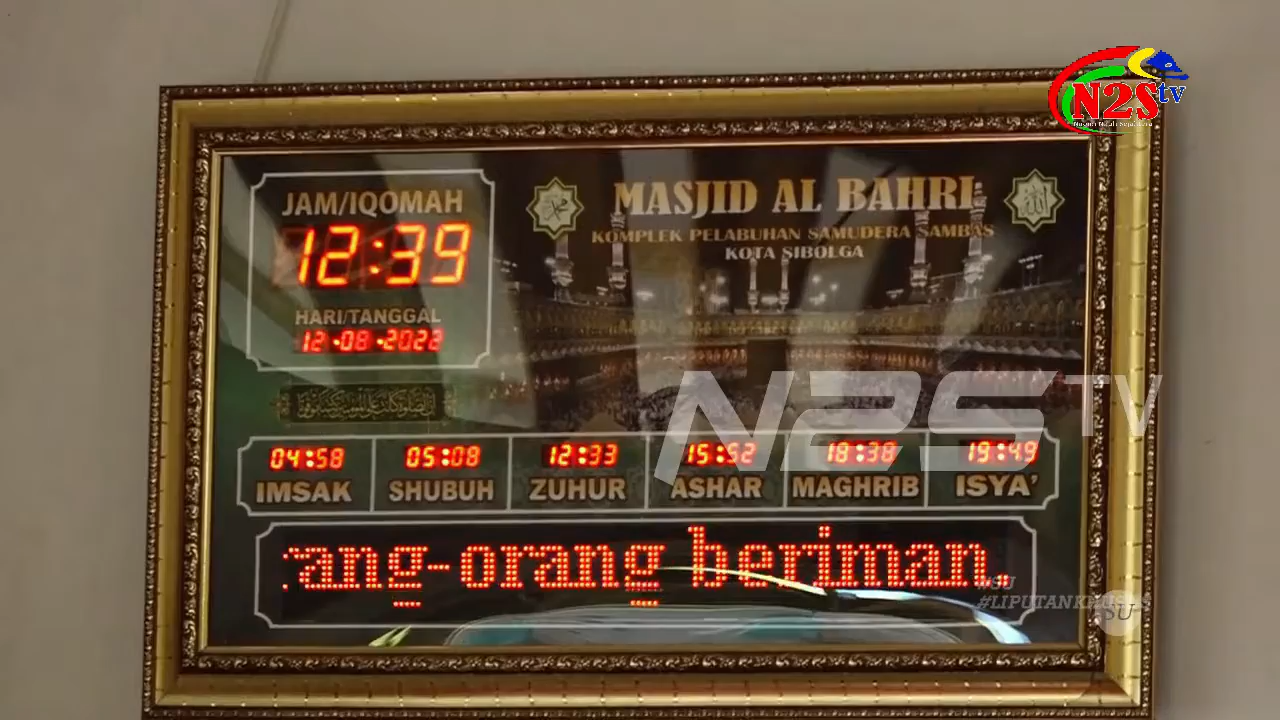 N2S tv
JAM/IQOMAH
12:39
HARI/TANGGAL
12-08-2022
MASJID AL BAHRI
KOMPLEK PELABUHAN SAMUDERA SAMBAS
KOTA SIBOLGA
N2S TV
04:58 05:08 12:33 15:52 18:38 19:49
IMSAK SHUBUH ZUHUR ASHAR MAGHRIB ISYA'
rang-orang beriman.